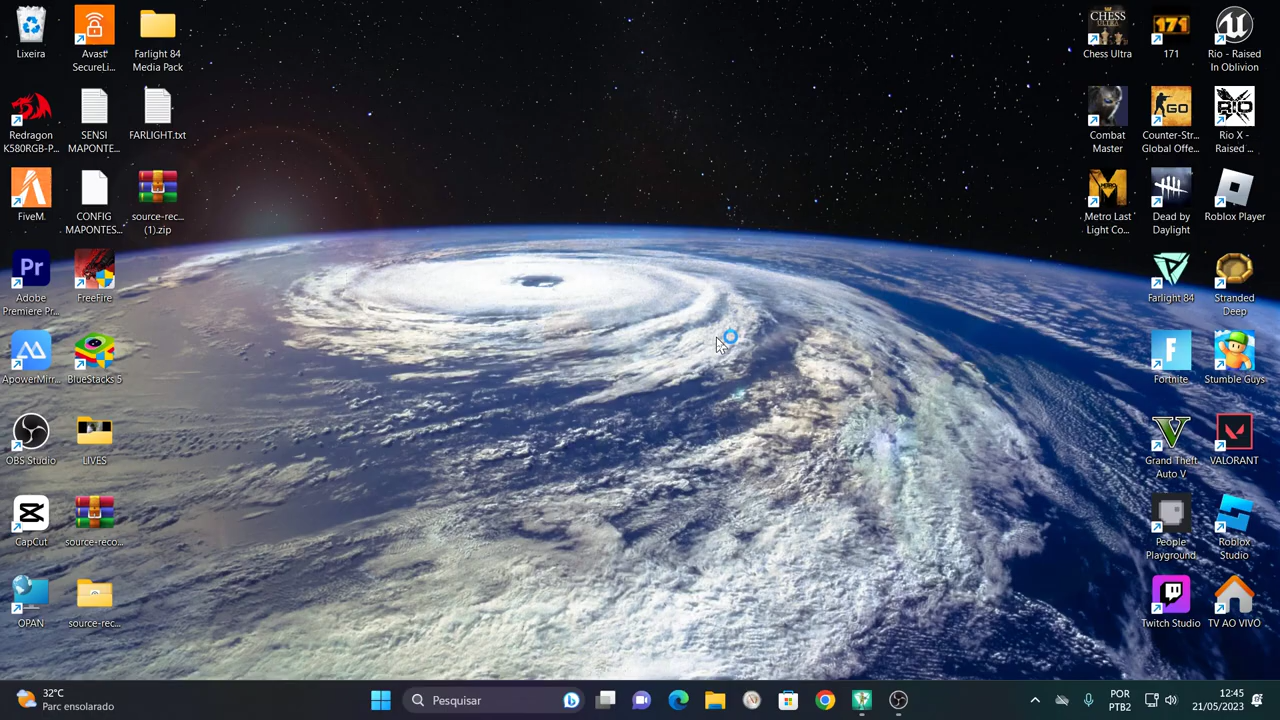 Lixeira
Avast
SecureLi...
Farlight 84
Media Pack
Redragon
K580RGB-P...
SENSI
MAPONTE...
FARLIGHT.txt
FiveM
CONFIG
MAPONTES...
source-rec...
(1).zip
Pr
Adobe
Premiere Pr...
FreeFire
ApowerMirr...
BlueStacks 5
OBS Studio
LIVES
CapCut
source-reco...
OPAN
source-rec...
CHESS
ULTRA
Chess Ultra
171
171
Rio - Raised
In Oblivion
Combat
Master
GO
Counter-Str...
Global Offe...
RIO
Rio X -
Raised ...
METRO
Metro Last
Light Co...
Dead by
Daylight
Roblox Player
Farlight 84
Stranded
Deep
F
Fortnite
Stumble Guys
V
Grand Theft
Auto V
VALORANT
People
Playground
Roblox
Studio
Twitch Studio
TV AO VIVO
32°C
Parc ensolarado
Pesquisar
POR
PTB2
12:45
21/05/2023